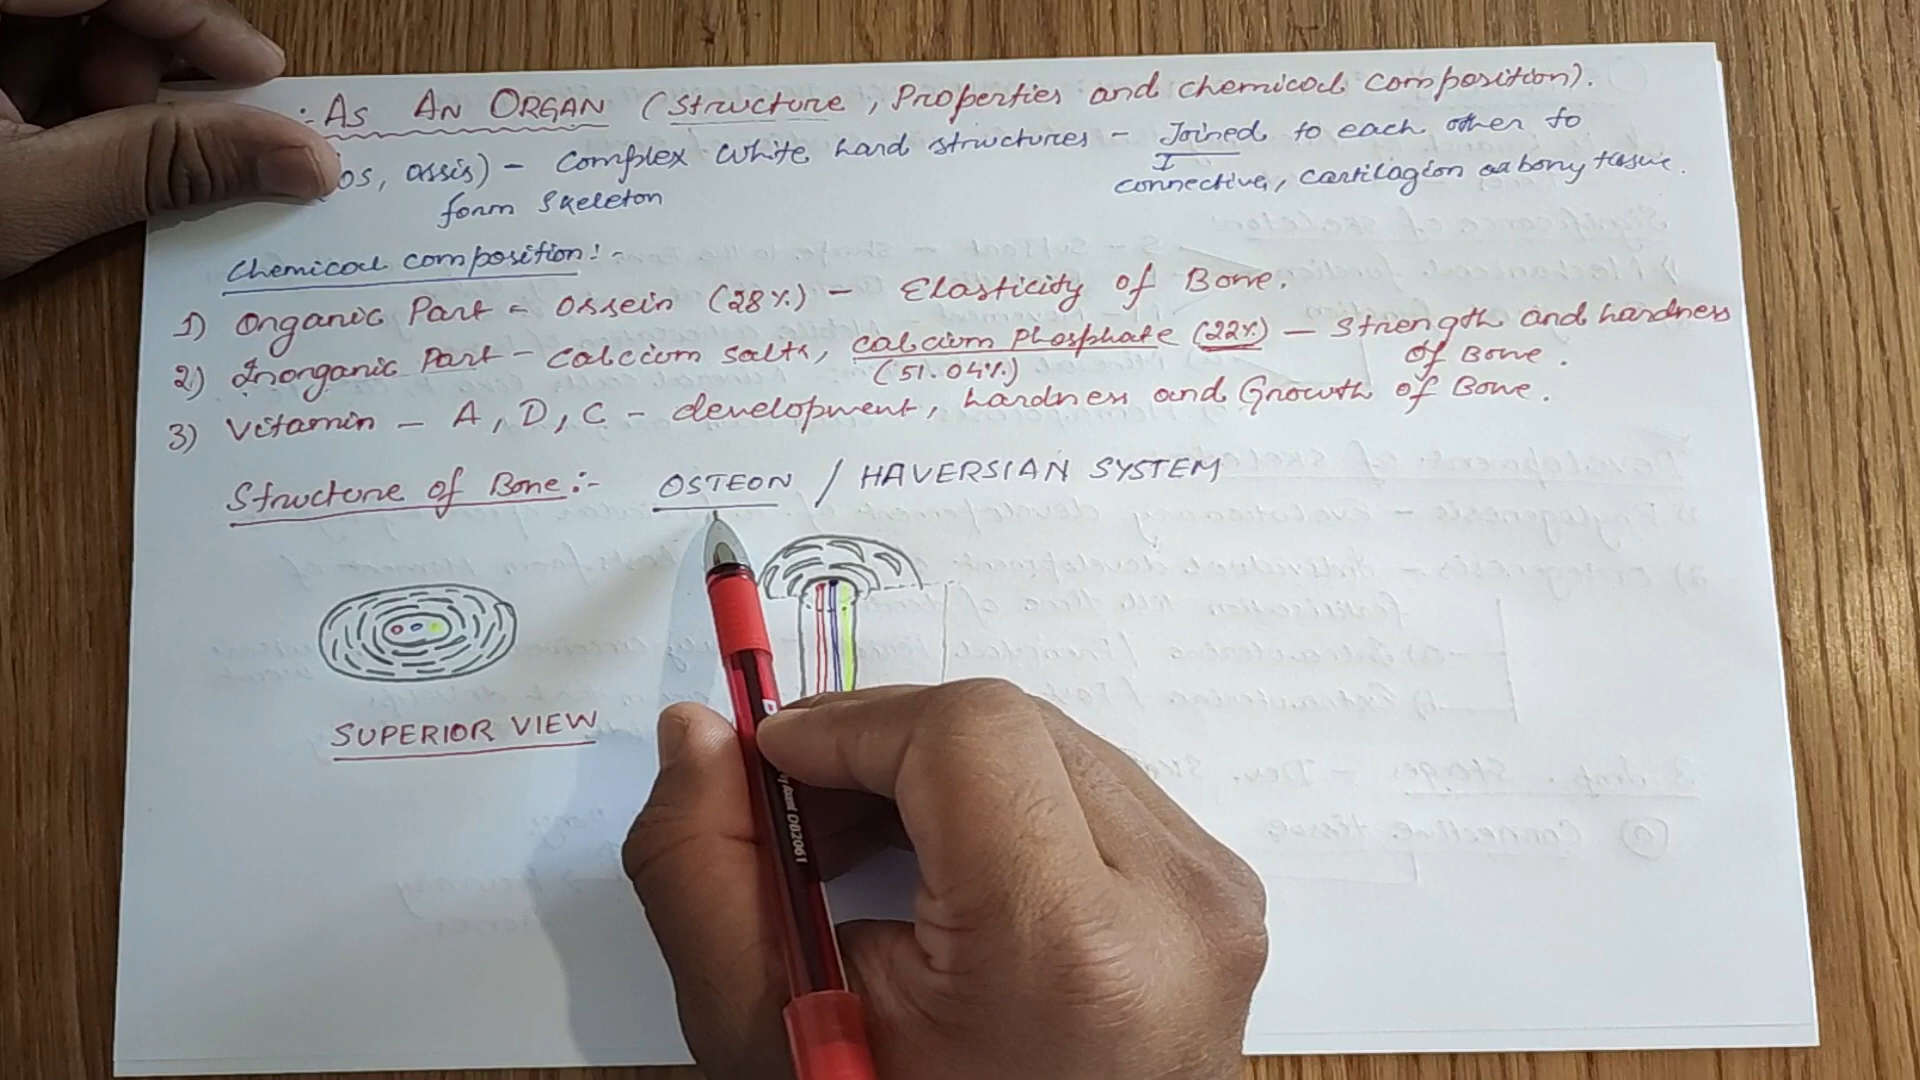 :- AS AN ORGAN (Structure, Properties and chemical composition).
os, ossis) - Complex White hard structures - Joined to each other to
form Skeleton
connective, cartilagion or bony tissue.
Chemical composition:-
1) Organic Part - Ossein (28%) - Elasticity of Bone.
2) Inorganic Part - Calcium salts, calcium Phosphate (22%) - Strength and hardness
(51.04%)
of Bone.
3) Vitamin - A, D, C - development, hardness and Growth of Bone.
Structure of Bone:- OSTEON / HAVERSIAN SYSTEM
SUPERIOR VIEW
DB2061